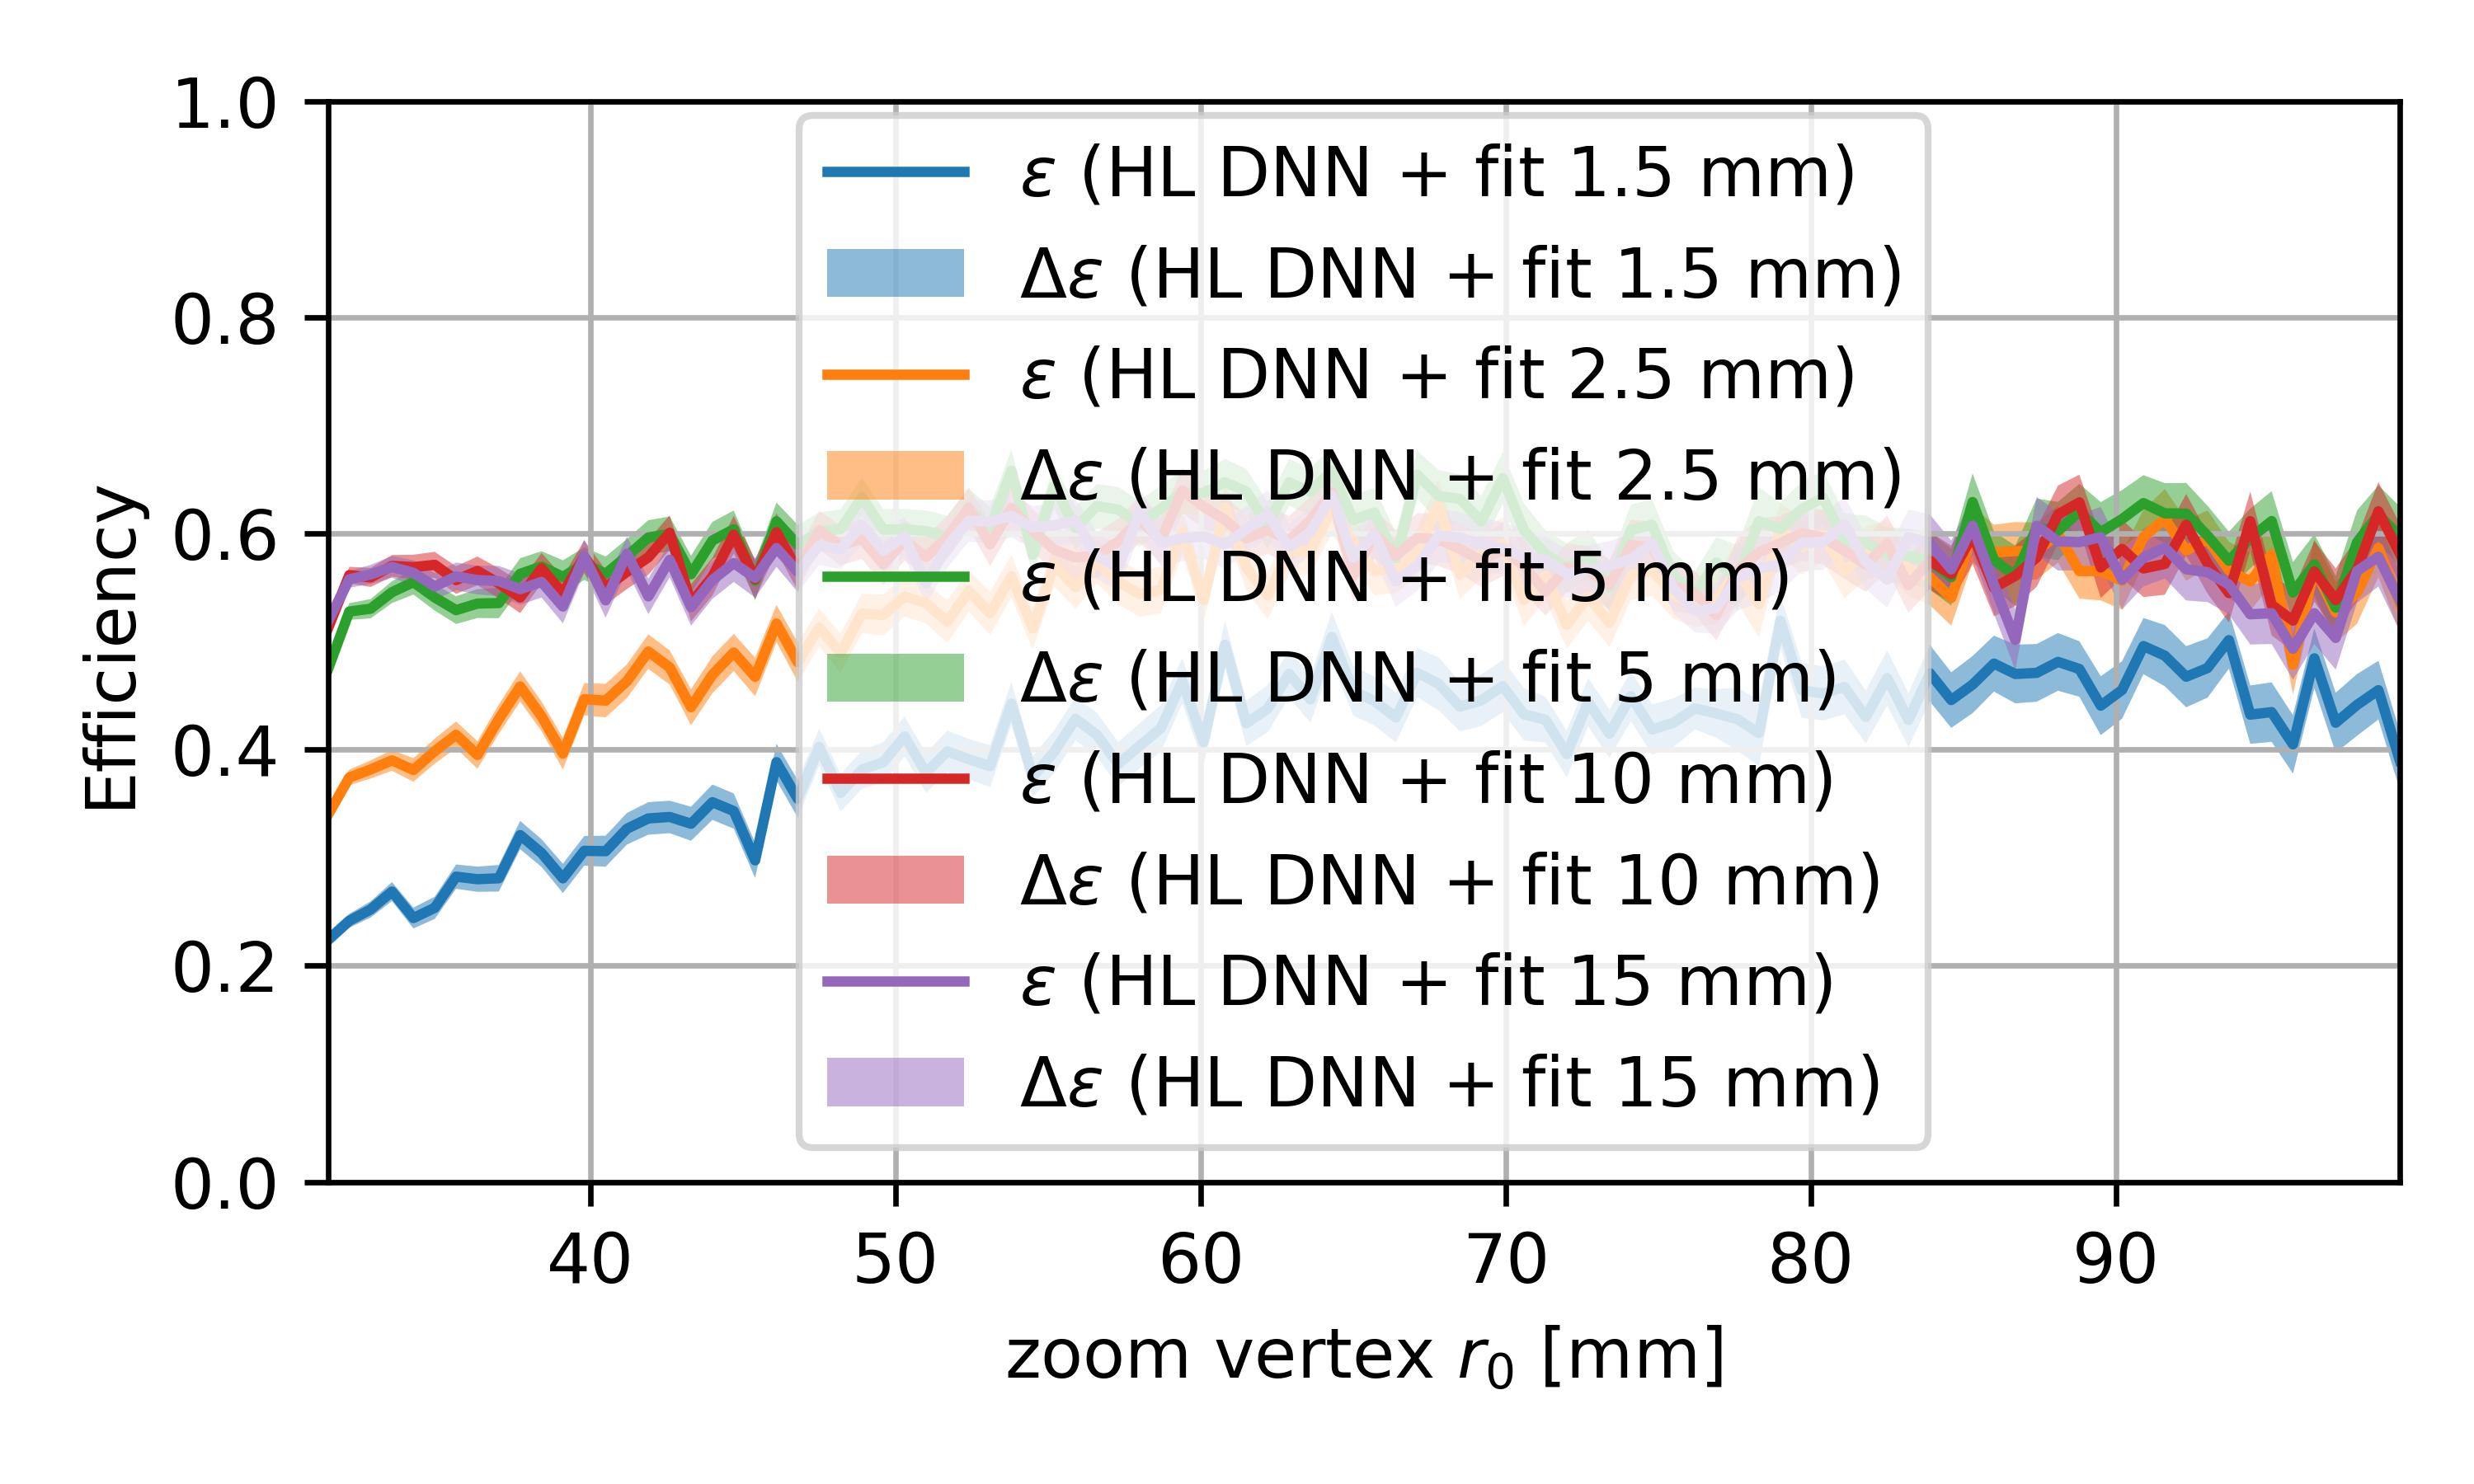 1.0
0.8
0.6
0.4
0.2
0.0
Efficiency
ε (HL DNN + fit 1.5 mm)
Δε (HL DNN + fit 1.5 mm)
ε (HL DNN + fit 2.5 mm)
Δε (HL DNN + fit 2.5 mm)
ε (HL DNN + fit 5 mm)
Δε (HL DNN + fit 5 mm)
ε (HL DNN + fit 10 mm)
Δε (HL DNN + fit 10 mm)
ε (HL DNN + fit 15 mm)
Δε (HL DNN + fit 15 mm)
40 50 60 70 80 90
zoom vertex r₀ [mm]